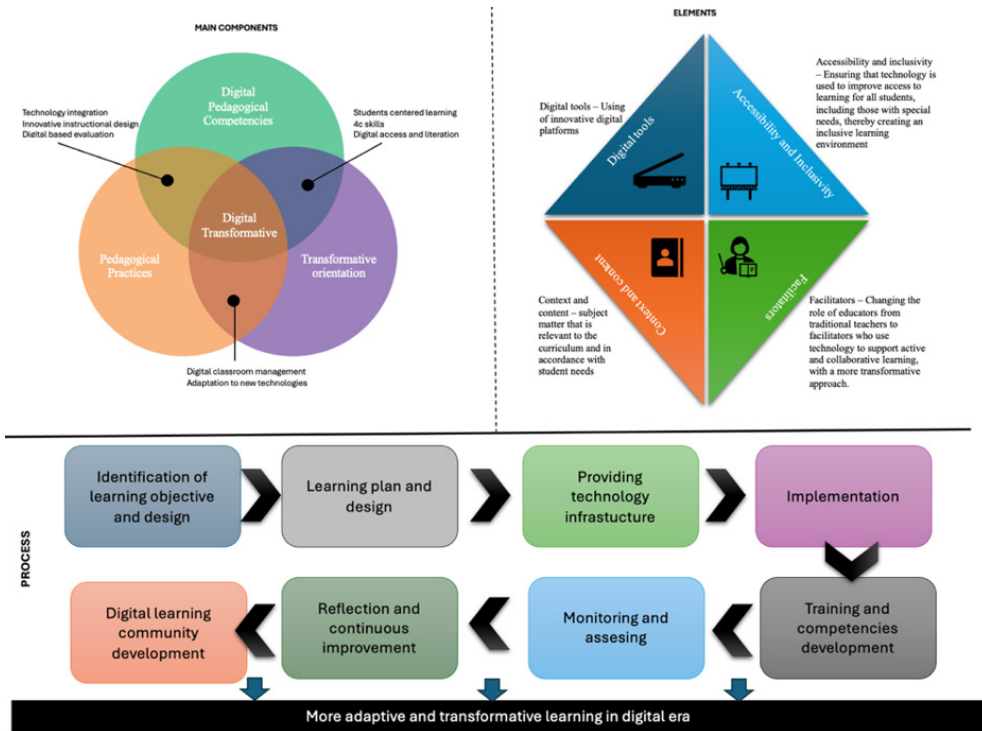 MAIN COMPONENTS
Digital
Pedagogical
Competencies
Technology integration
Innovative instructional design
Digital based evaluation
Students centered learning
4c skills
Digital access and literation
Digital
Transformative
Pedagogical
Practices
Transformative
orientation
Digital classroom management
Adaptation to new technologies
ELEMENTS
Digital tools – Using
of innovative digital
platforms
Digital tools
Accessibility and Inclusivity
Accessibility and inclusivity
– Ensuring that technology is
used to improve access to
learning for all students,
including those with special
needs, thereby creating an
inclusive learning
environment
Context and content
Facilitators
Context and
content – subject
matter that is
relevant to the
curriculum and in
accordance with
student needs
Facilitators – Changing the
role of educators from
traditional teachers to
facilitators who use
technology to support active
and collaborative learning,
with a more transformative
approach.
PROCESS
Identification of
learning objective
and design
Learning plan and
design
Providing
technology
infrastucture
Implementation
Digital learning
community
development
Reflection and
continuous
improvement
Monitoring and
assesing
Training and
competencies
development
More adaptive and transformative learning in digital era